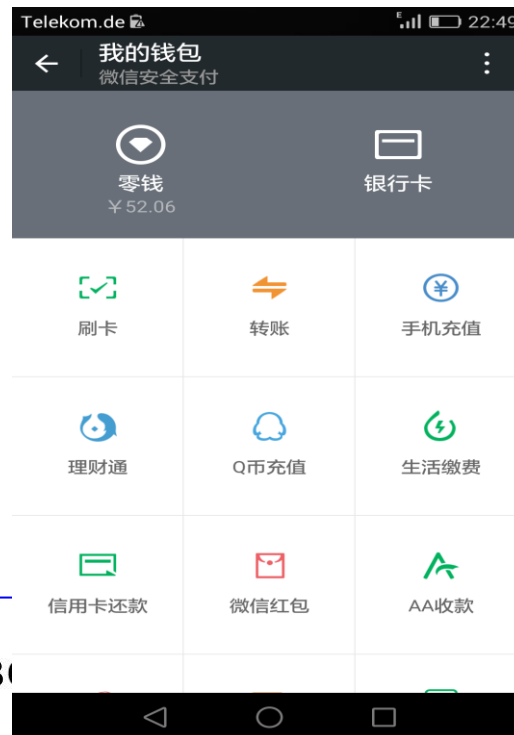 Telekom.de E 22:49
我的钱包
微信安全支付
零钱 银行卡
￥52.06
刷卡 转账 手机充值
理财通 Q币充值 生活缴费
信用卡还款 微信红包 AA收款